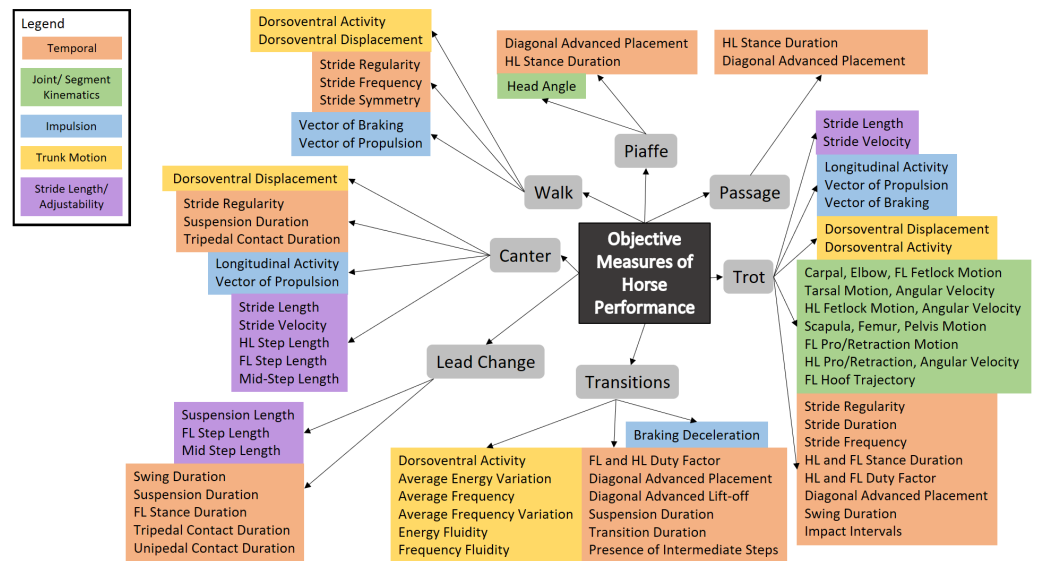 Legend
Temporal
Joint/ Segment
Kinematics
Impulsion
Trunk Motion
Stride Length/
Adjustability
Dorsoventral Activity
Dorsoventral Displacement
Stride Regularity
Stride Frequency
Stride Symmetry
Vector of Braking
Vector of Propulsion
Walk
Diagonal Advanced Placement
HL Stance Duration
Head Angle
Piaffe
HL Stance Duration
Diagonal Advanced Placement
Passage
Objective
Measures of
Horse
Performance
Dorsoventral Displacement
Stride Regularity
Suspension Duration
Tripedal Contact Duration
Longitudinal Activity
Vector of Propulsion
Stride Length
Stride Velocity
HL Step Length
FL Step Length
Mid-Step Length
Canter
Trot
Stride Length
Stride Velocity
Longitudinal Activity
Vector of Propulsion
Vector of Braking
Dorsoventral Displacement
Dorsoventral Activity
Carpal, Elbow, FL Fetlock Motion
Tarsal Motion, Angular Velocity
HL Fetlock Motion, Angular Velocity
Scapula, Femur, Pelvis Motion
FL Pro/Retraction Motion
HL Pro/Retraction, Angular Velocity
FL Hoof Trajectory
Stride Regularity
Stride Duration
Stride Frequency
HL and FL Stance Duration
HL and FL Duty Factor
Diagonal Advanced Placement
Swing Duration
Impact Intervals
Lead Change
Suspension Length
FL Step Length
Mid Step Length
Swing Duration
Suspension Duration
FL Stance Duration
Tripedal Contact Duration
Unipedal Contact Duration
Transitions
Braking Deceleration
Dorsoventral Activity
Average Energy Variation
Average Frequency
Average Frequency Variation
Energy Fluidity
Frequency Fluidity
FL and HL Duty Factor
Diagonal Advanced Placement
Diagonal Advanced Lift-off
Suspension Duration
Transition Duration
Presence of Intermediate Steps